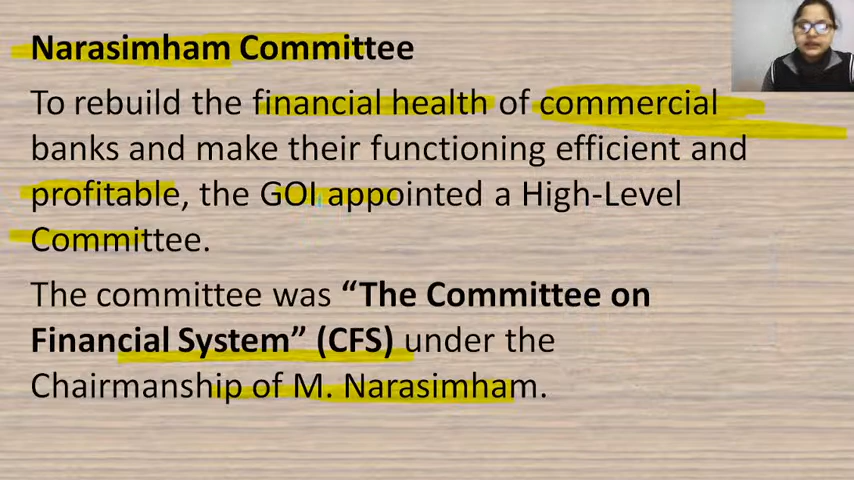 Narasimham Committee
To rebuild the financial health of commercial
banks and make their functioning efficient and
profitable, the GOI appointed a High-Level
Committee.
The committee was “The Committee on
Financial System” (CFS) under the
Chairmanship of M. Narasimham.